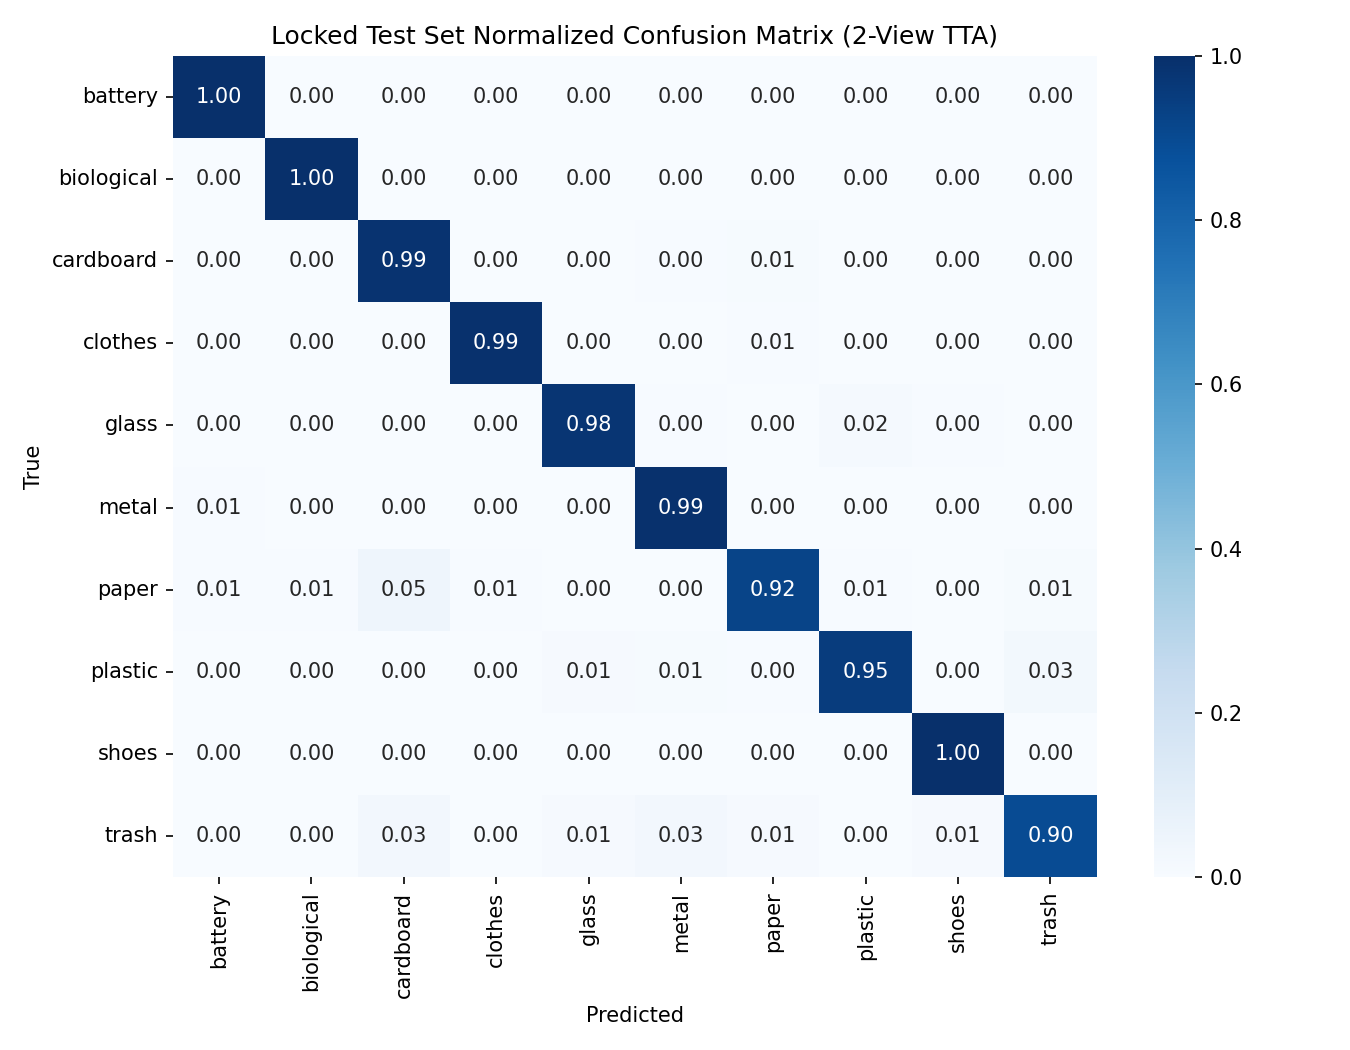 Locked Test Set Normalized Confusion Matrix (2-View TTA)
battery 1.00 0.00 0.00 0.00 0.00 0.00 0.00 0.00 0.00 0.00
biological 0.00 1.00 0.00 0.00 0.00 0.00 0.00 0.00 0.00 0.00
cardboard 0.00 0.00 0.99 0.00 0.00 0.00 0.01 0.00 0.00 0.00
clothes 0.00 0.00 0.00 0.99 0.00 0.00 0.01 0.00 0.00 0.00
glass 0.00 0.00 0.00 0.00 0.98 0.00 0.00 0.02 0.00 0.00
metal 0.01 0.00 0.00 0.00 0.00 0.99 0.00 0.00 0.00 0.00
paper 0.01 0.01 0.05 0.01 0.00 0.00 0.92 0.01 0.00 0.01
plastic 0.00 0.00 0.00 0.00 0.01 0.01 0.00 0.95 0.00 0.03
shoes 0.00 0.00 0.00 0.00 0.00 0.00 0.00 0.00 1.00 0.00
trash 0.00 0.00 0.03 0.00 0.01 0.03 0.01 0.00 0.01 0.90
True
battery biological cardboard clothes glass metal paper plastic shoes trash
Predicted
1.0
0.8
0.6
0.4
0.2
0.0